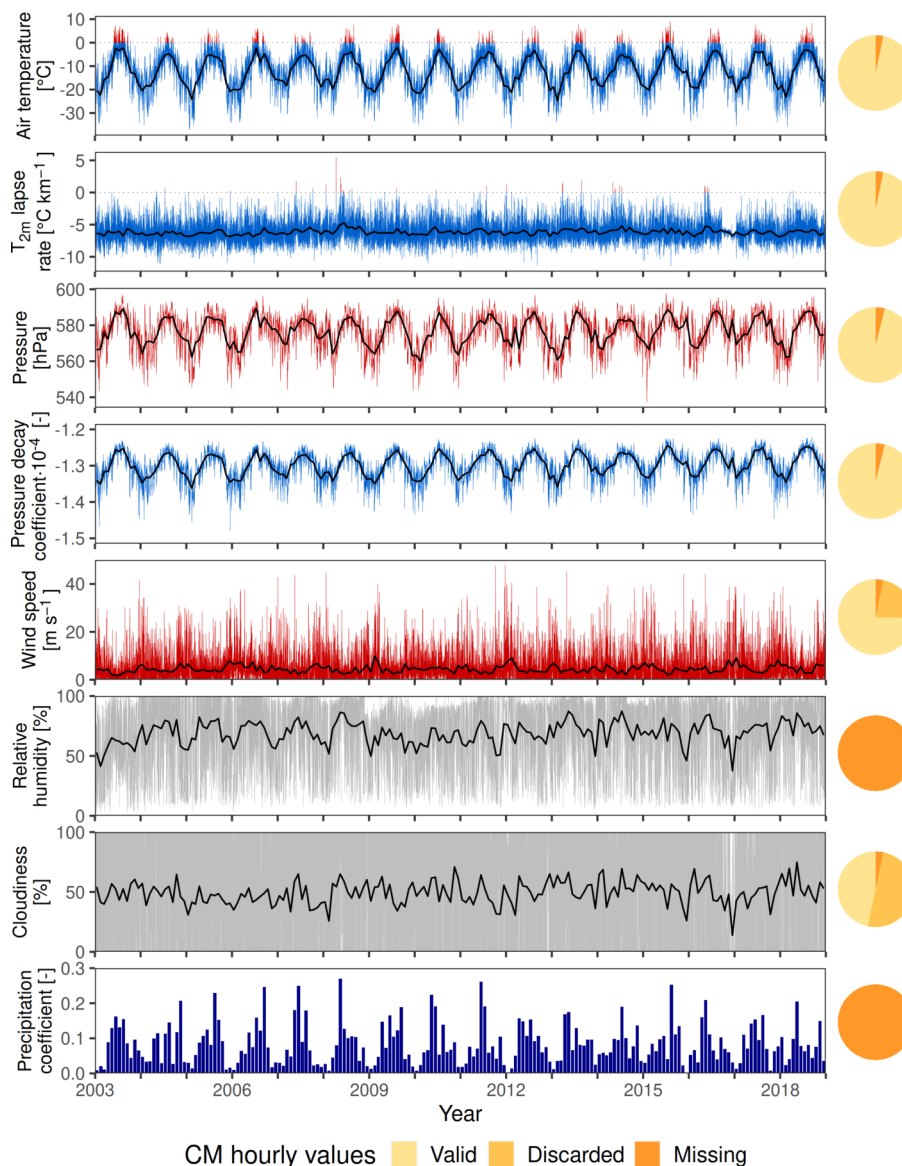 Air temperature
[°C]
10
0
-10
-20
-30
T2m lapse
rate [°C km−1]
5
0
-5
-10
Pressure
[hPa]
600
580
560
540
Pressure decay
coefficient·10-4 [-]
-1.2
-1.3
-1.4
-1.5
Wind speed
[m s−1]
40
20
0
Relative
humidity [%]
100
50
0
Cloudiness
[%]
100
50
0
Precipitation
coefficient [-]
0.3
0.2
0.1
0.0
2003 2006 2009 2012 2015 2018
Year
CM hourly values Valid Discarded Missing